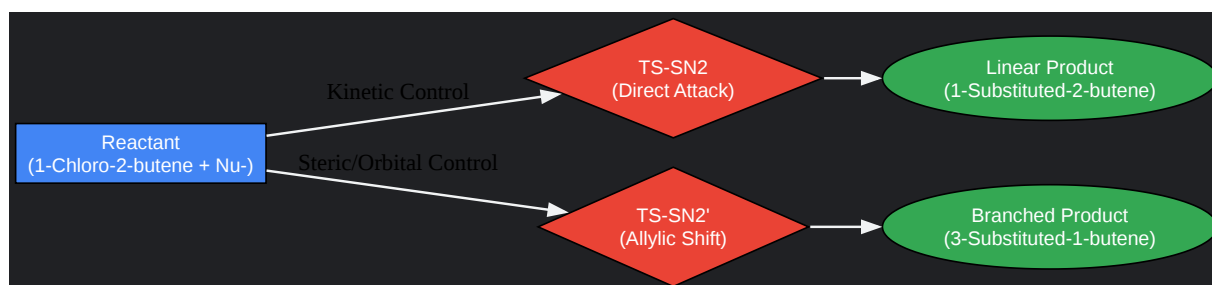 Reactant
(1-Chloro-2-butene + Nu-)
Kinetic Control
Steric/Orbital Control
TS-SN2
(Direct Attack)
TS-SN2'
(Allylic Shift)
Linear Product
(1-Substituted-2-butene)
Branched Product
(3-Substituted-1-butene)